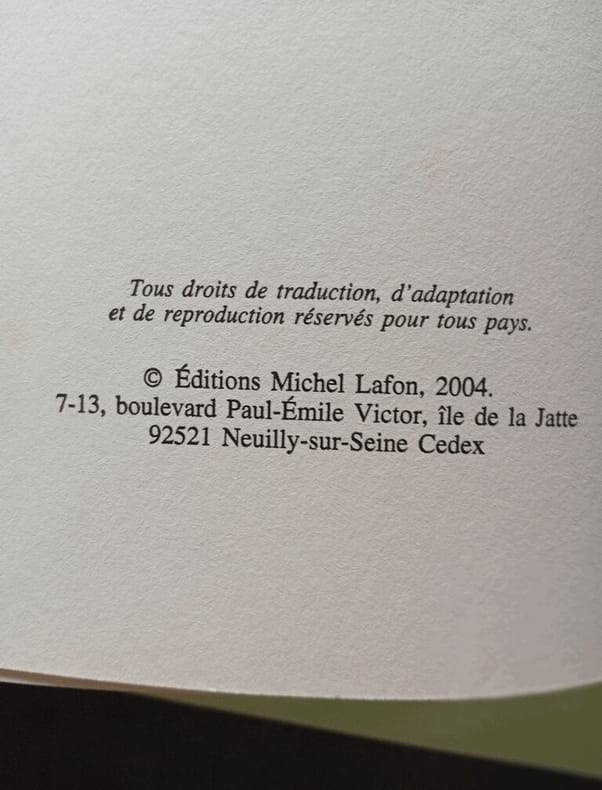 Tous droits de traduction, d'adaptation
et de reproduction réservés pour tous pays.
© Éditions Michel Lafon, 2004.
7-13, boulevard Paul-Émile Victor, île de la Jatte
92521 Neuilly-sur-Seine Cedex